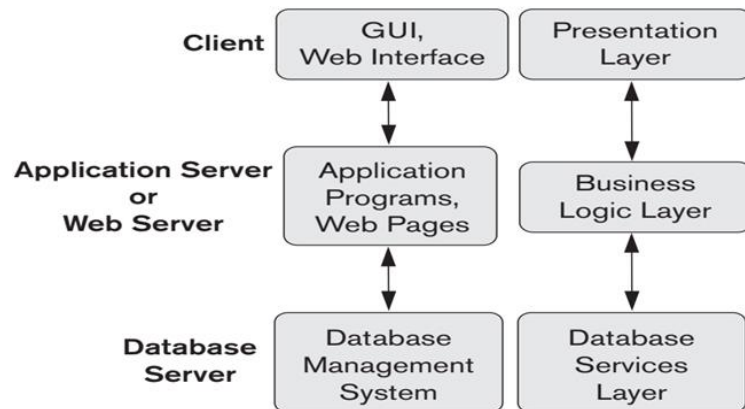 Client
GUI,
Web Interface
Presentation
Layer
Application Server
or
Web Server
Application
Programs,
Web Pages
Business
Logic Layer
Database
Server
Database
Management
System
Database
Services
Layer